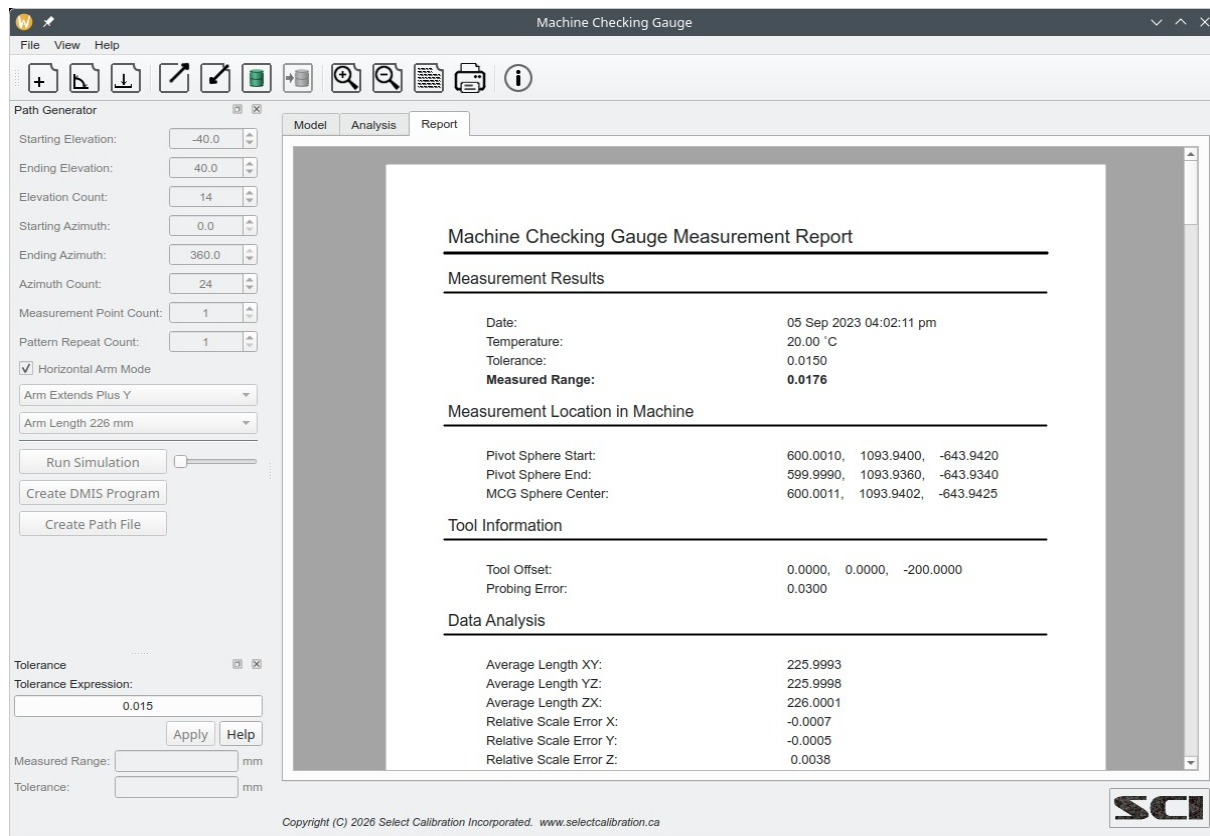 Machine Checking Gauge
File View Help
Path Generator
Starting Elevation: -40.0
Ending Elevation: 40.0
Elevation Count: 14
Starting Azimuth: 0.0
Ending Azimuth: 360.0
Azimuth Count: 24
Measurement Point Count: 1
Pattern Repeat Count: 1
Horizontal Arm Mode
Arm Extends Plus Y
Arm Length 226 mm
Run Simulation
Create DMIS Program
Create Path File
Tolerance
Tolerance Expression:
0.015
Apply Help
Measured Range: mm
Tolerance: mm
Model Analysis Report
Machine Checking Gauge Measurement Report
Measurement Results
Date: 05 Sep 2023 04:02:11 pm
Temperature: 20.00 °C
Tolerance: 0.0150
Measured Range: 0.0176
Measurement Location in Machine
Pivot Sphere Start: 600.0010, 1093.9400, -643.9420
Pivot Sphere End: 599.9990, 1093.9360, -643.9340
MCG Sphere Center: 600.0011, 1093.9402, -643.9425
Tool Information
Tool Offset: 0.0000, 0.0000, -200.0000
Probing Error: 0.0300
Data Analysis
Average Length XY: 225.9993
Average Length YZ: 225.9998
Average Length ZX: 226.0001
Relative Scale Error X: -0.0007
Relative Scale Error Y: -0.0005
Relative Scale Error Z: 0.0038
Copyright (C) 2026 Select Calibration Incorporated. www.selectcalibration.ca
SCI